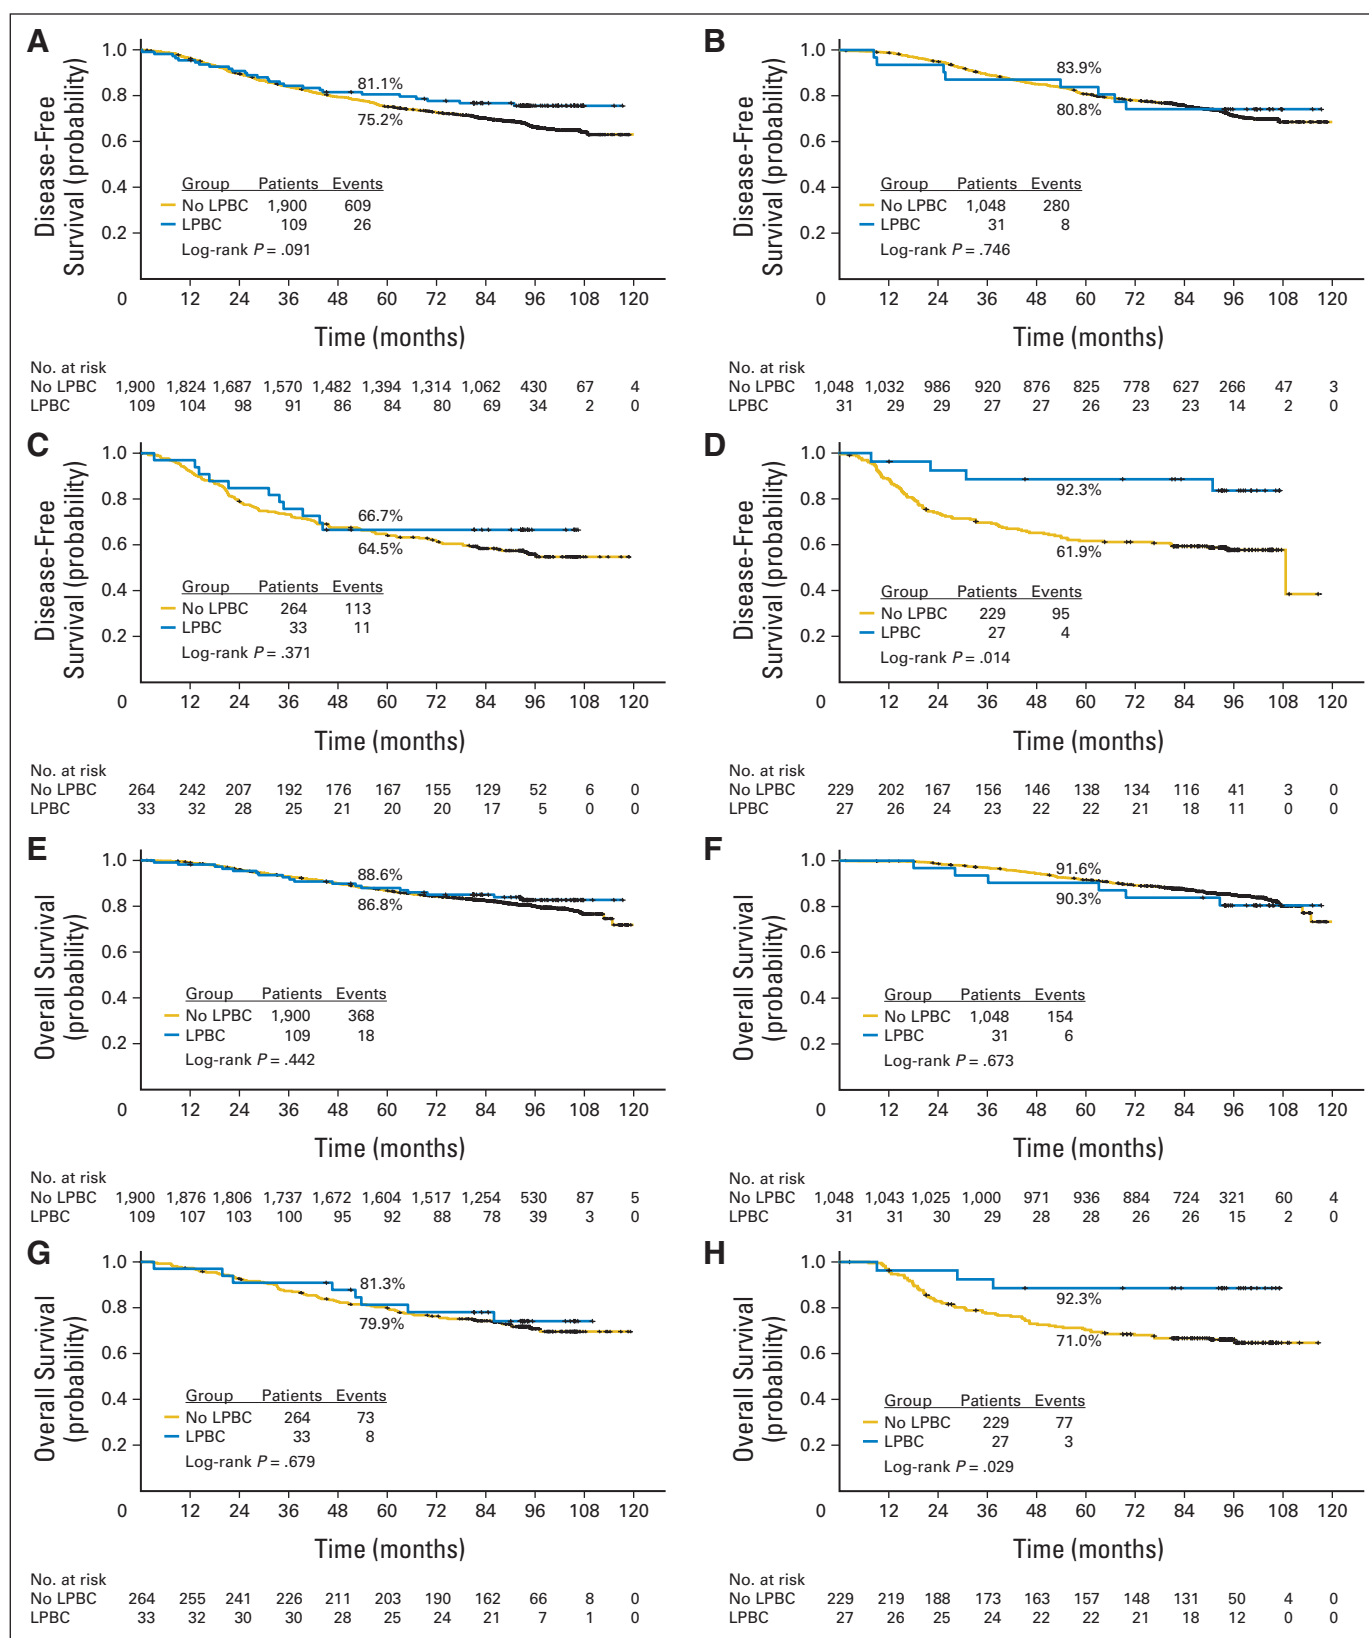 A
Disease-Free
Survival (probability)
1.0
0.8
0.6
0.4
0.2
81.1%
75.2%
Group Patients Events
No LPBC 1,900 609
LPBC 109 26
Log-rank P = .091
0 12 24 36 48 60 72 84 96 108 120
Time (months)
No. at risk
No LPBC 1,900 1,824 1,687 1,570 1,482 1,394 1,314 1,062 430 67 4
LPBC 109 104 98 91 86 84 80 69 34 2 0
B
Disease-Free
Survival (probability)
1.0
0.8
0.6
0.4
0.2
83.9%
80.8%
Group Patients Events
No LPBC 1,048 280
LPBC 31 8
Log-rank P = .746
0 12 24 36 48 60 72 84 96 108 120
Time (months)
No. at risk
No LPBC 1,048 1,032 986 920 876 825 778 627 266 47 3
LPBC 31 29 29 27 27 26 23 23 14 2 0
C
Disease-Free
Survival (probability)
1.0
0.8
0.6
0.4
0.2
66.7%
64.5%
Group Patients Events
No LPBC 264 113
LPBC 33 11
Log-rank P = .371
0 12 24 36 48 60 72 84 96 108 120
Time (months)
No. at risk
No LPBC 264 242 207 192 176 167 155 129 52 6 0
LPBC 33 32 28 25 21 20 20 17 5 0 0
D
Disease-Free
Survival (probability)
1.0
0.8
0.6
0.4
0.2
92.3%
61.9%
Group Patients Events
No LPBC 229 95
LPBC 27 4
Log-rank P = .014
0 12 24 36 48 60 72 84 96 108 120
Time (months)
No. at risk
No LPBC 229 202 167 156 146 138 134 116 41 3 0
LPBC 27 26 24 23 22 22 21 18 11 0 0
E
Overall Survival
(probability)
1.0
0.8
0.6
0.4
0.2
88.6%
86.8%
Group Patients Events
No LPBC 1,900 368
LPBC 109 18
Log-rank P = .442
0 12 24 36 48 60 72 84 96 108 120
Time (months)
No. at risk
No LPBC 1,900 1,876 1,806 1,737 1,672 1,604 1,517 1,254 530 87 5
LPBC 109 107 103 100 95 92 88 78 39 3 0
F
Overall Survival
(probability)
1.0
0.8
0.6
0.4
0.2
91.6%
90.3%
Group Patients Events
No LPBC 1,048 154
LPBC 31 6
Log-rank P = .673
0 12 24 36 48 60 72 84 96 108 120
Time (months)
No. at risk
No LPBC 1,048 1,043 1,025 1,000 971 936 884 724 321 60 4
LPBC 31 31 30 29 28 28 26 26 15 2 0
G
Overall Survival
(probability)
1.0
0.8
0.6
0.4
0.2
81.3%
79.9%
Group Patients Events
No LPBC 264 73
LPBC 33 8
Log-rank P = .679
0 12 24 36 48 60 72 84 96 108 120
Time (months)
No. at risk
No LPBC 264 255 241 226 211 203 190 162 66 8 0
LPBC 33 32 30 30 28 25 24 21 7 1 0
H
Overall Survival
(probability)
1.0
0.8
0.6
0.4
0.2
92.3%
71.0%
Group Patients Events
No LPBC 229 77
LPBC 27 3
Log-rank P = .029
0 12 24 36 48 60 72 84 96 108 120
Time (months)
No. at risk
No LPBC 229 219 188 173 163 157 148 131 50 4 0
LPBC 27 26 25 24 22 22 21 18 12 0 0